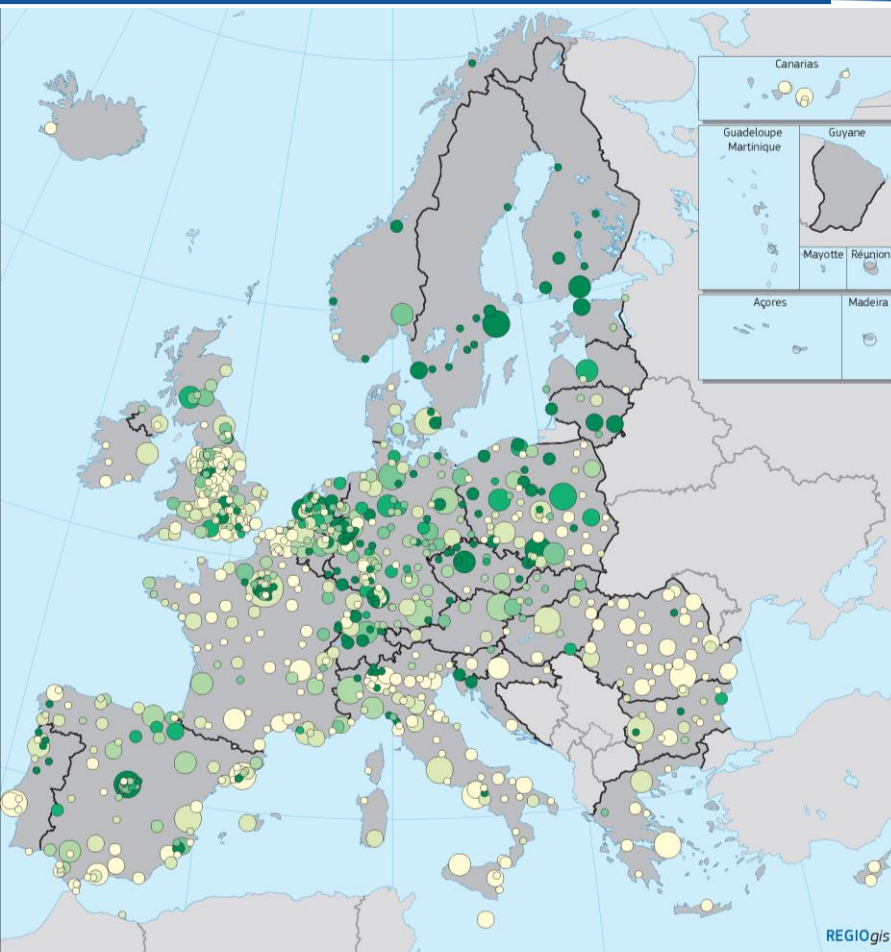 Canarias
Guadeloupe
Martinique
Guyane
Mayotte
Réunion
Açores
Madeira
REGIOgis